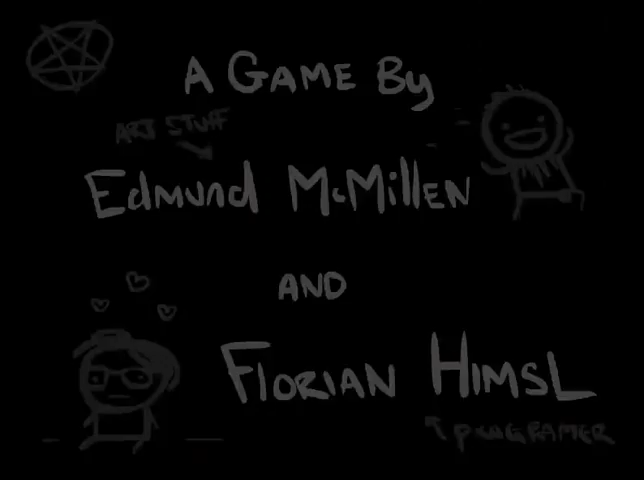 A GAME By
ART STUFF
Edmund McMillen
AND
Florian Himsl